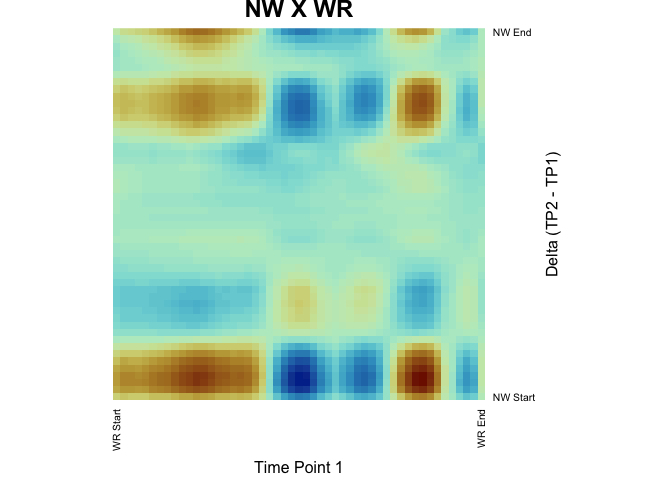 NW X WR
NW End
Delta (TP2 - TP1)
NW Start
WR Start
WR End
Time Point 1